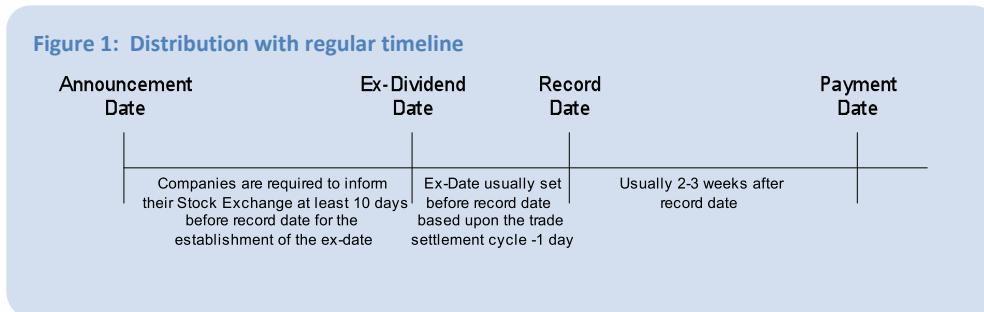 Figure 1: Distribution with regular timeline
Announcement
Date
Ex-Dividend
Date
Record
Date
Payment
Date
Companies are required to inform
their Stock Exchange at least 10 days
before record date for the
establishment of the ex-date
Ex-Date usually set
before record date
based upon the trade
settlement cycle -1 day
Usually 2-3 weeks after
record date